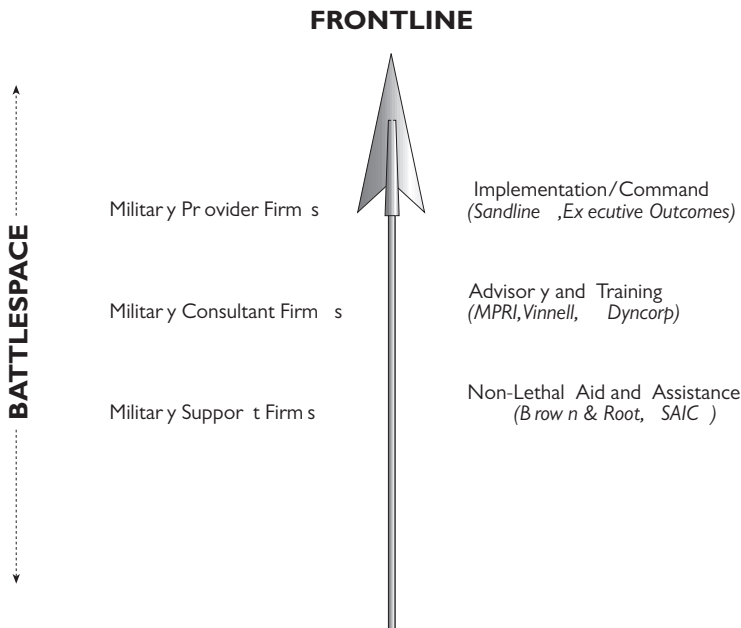 FRONTLINE
BATTLESPACE
Military Provider Firms
Implementation/Command
(Sandline, Executive Outcomes)
Military Consultant Firms
Advisory and Training
(MPRI, Vinnell, Dyncorp)
Military Support Firms
Non-Lethal Aid and Assistance
(Brown & Root, SAIC)